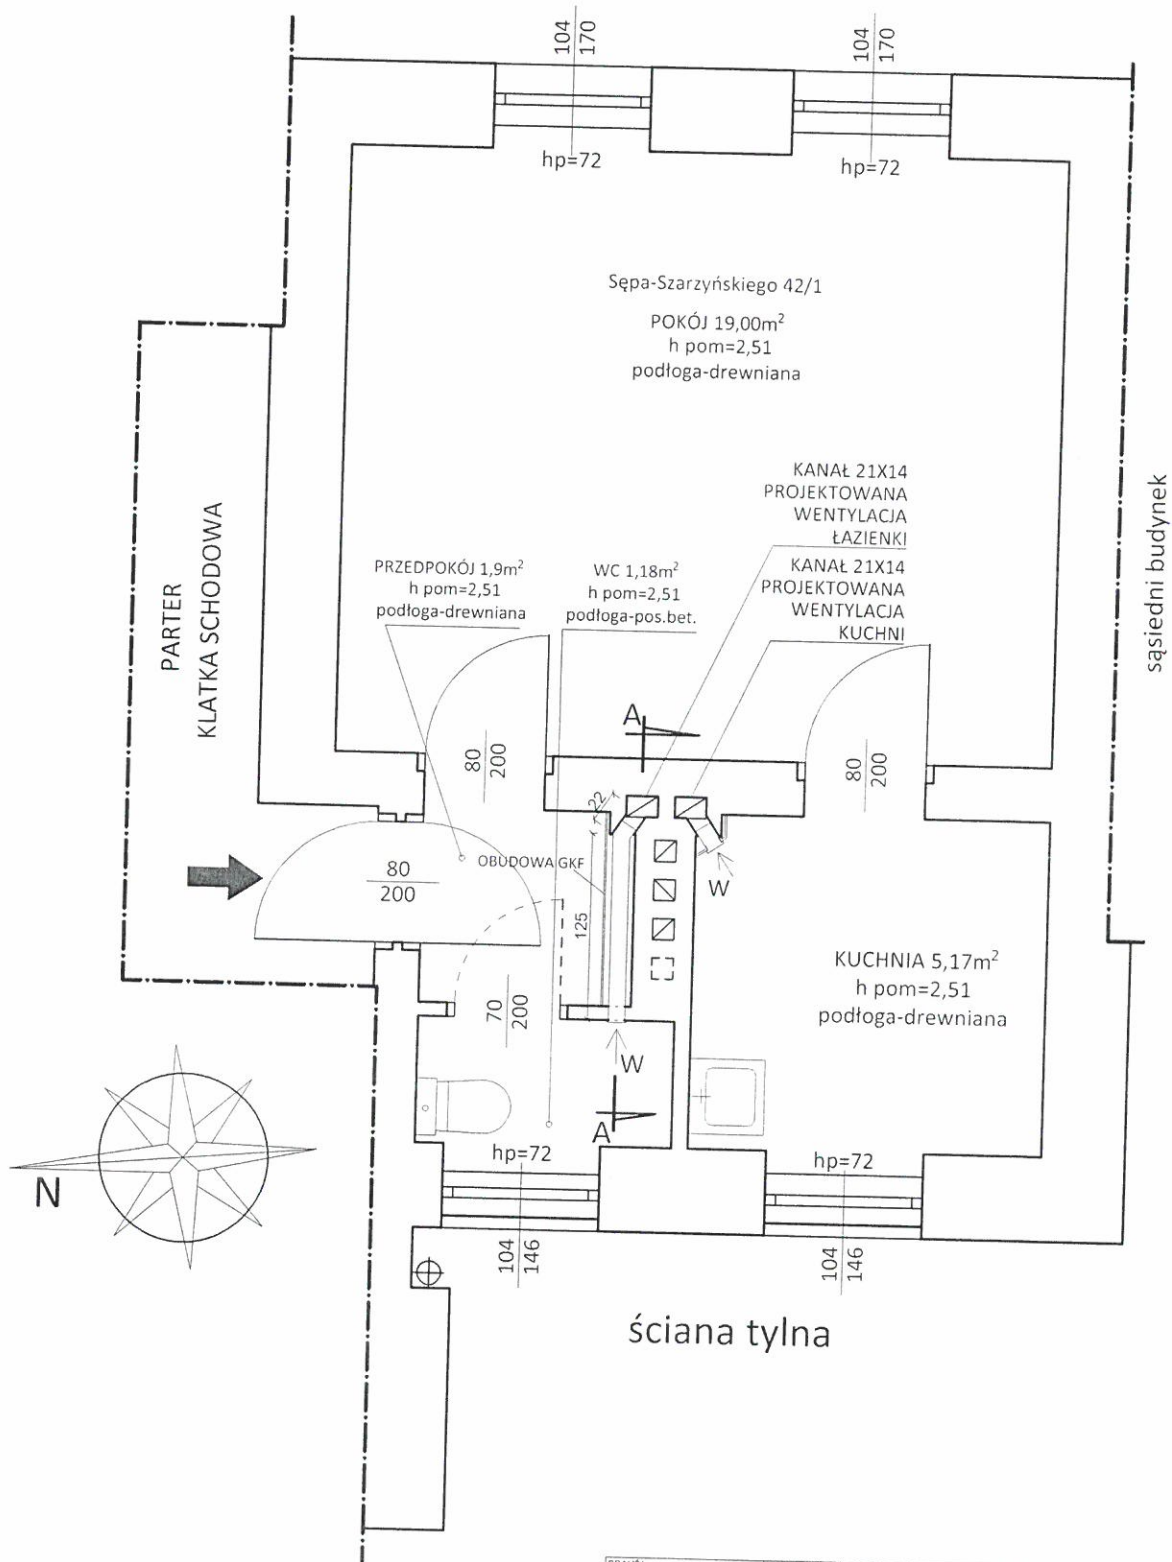 104
170
104
170
hp=72
hp=72
Sępa-Szarzyńskiego 42/1
POKÓJ 19,00m²
h pom=2,51
podłoga-drewniana
KANAŁ 21X14
PROJEKTOWANA
WENTYLACJA
ŁAZIENKI
KANAŁ 21X14
PROJEKTOWANA
WENTYLACJA
KUCHNI
PRZEDPOKÓJ 1,9m²
h pom=2,51
podłoga-drewniana
WC 1,18m²
h pom=2,51
podłoga-pos.bet.
PARTER
KLATKA SCHODOWA
sąsiedni budynek
A
80
200
80
200
22
80
200
OBUDOWA GKF
125
W
KUCHNIA 5,17m²
h pom=2,51
podłoga-drewniana
70
200
W
A
N
hp=72
hp=72
104
146
104
146
ściana tylna